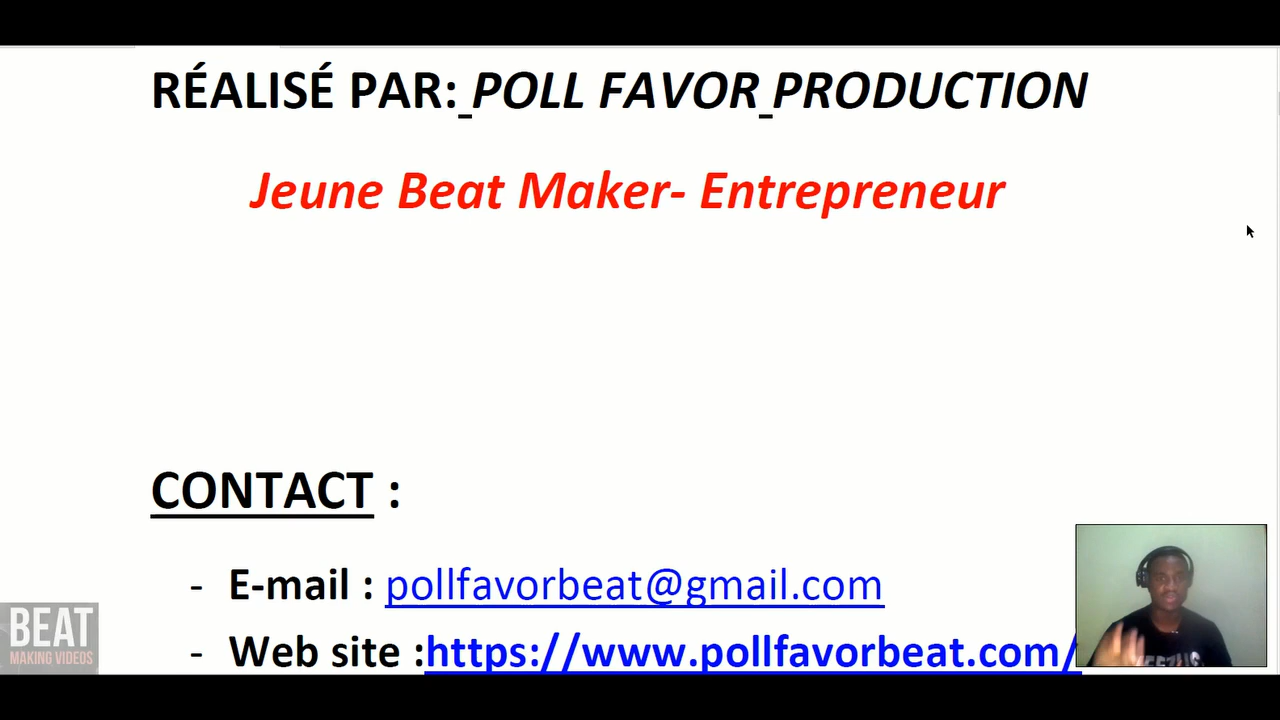 RÉALISÉ PAR: POLL FAVOR PRODUCTION
Jeune Beat Maker- Entrepreneur
CONTACT :
- E-mail : pollfavorbeat@gmail.com
- Web site :https://www.pollfavorbeat.com/
BEAT
MAKING VIDEOS